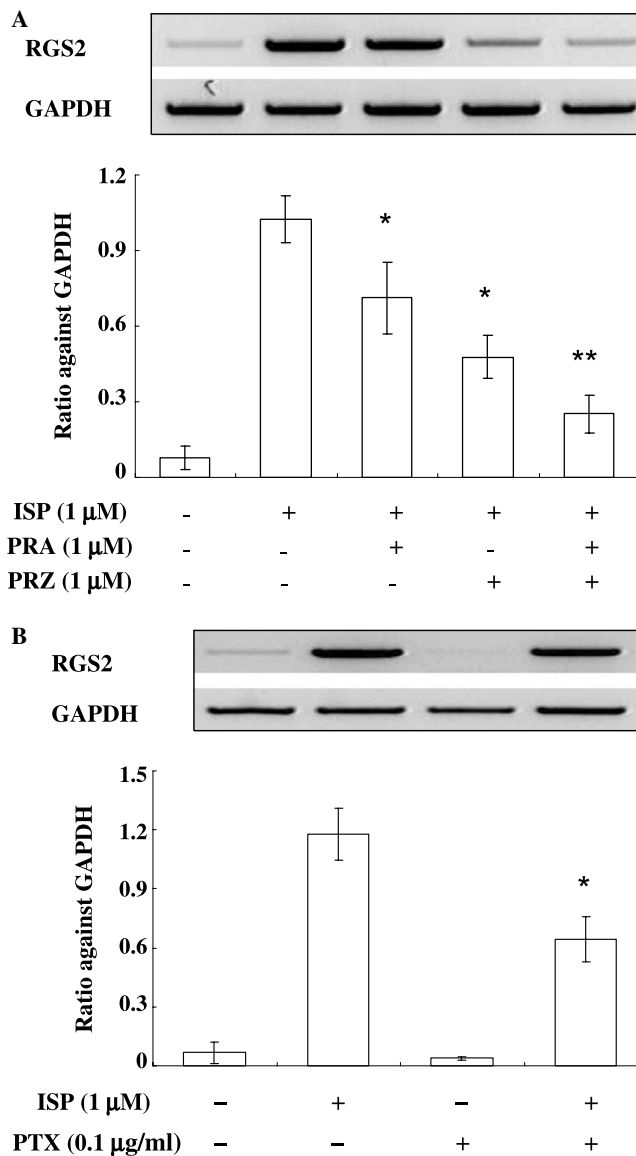 A
RGS2
GAPDH
Ratio against GAPDH
1.2
0.9
0.6
0.3
0
*
*
**
ISP (1 μM) - + + + +
PRA (1 μM) - - + - +
PRZ (1 μM) - - - + +
B
RGS2
GAPDH
Ratio against GAPDH
1.5
1.2
0.9
0.6
0.3
0
*
ISP (1 μM) – + – +
PTX (0.1 μg/ml) – – + +